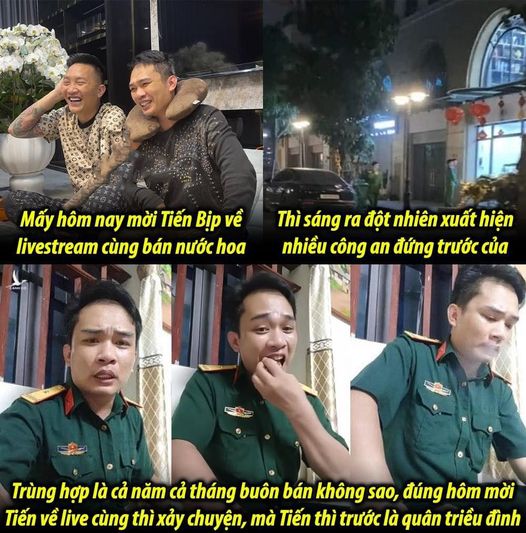 Mấy hôm nay mời Tiến Bịp về
livestream cùng bán nước hoa
Thì sáng ra đột nhiên xuất hiện
nhiều công an đứng trước của
Trùng hợp là cả năm cả tháng buôn bán không sao, đúng hôm mời
Tiến về live cùng thì xảy chuyện, mà Tiến thì trước là quân triều đình